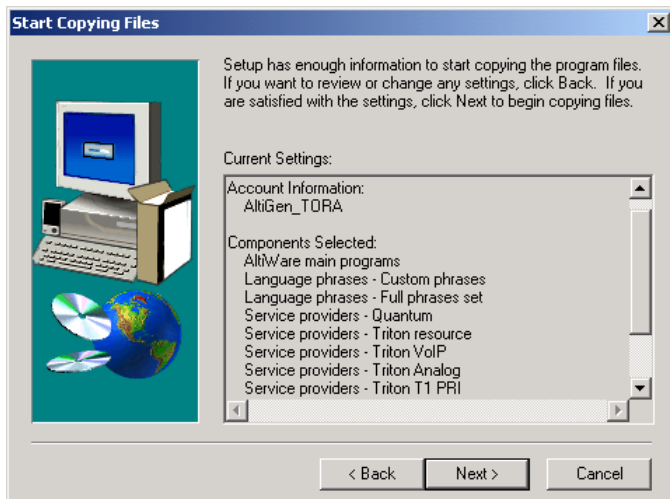 Start Copying Files
Setup has enough information to start copying the program files.
If you want to review or change any settings, click Back.  If you
are satisfied with the settings, click Next to begin copying files.
Current Settings:
Account Information:
AltiGen_TORA
Components Selected:
AltiWare main programs
Language phrases - Custom phrases
Language phrases - Full phrases set
Service providers - Quantum
Service providers - Triton resource
Service providers - Triton VoIP
Service providers - Triton Analog
Service providers - Triton T1 PRI
< Back
Next >
Cancel